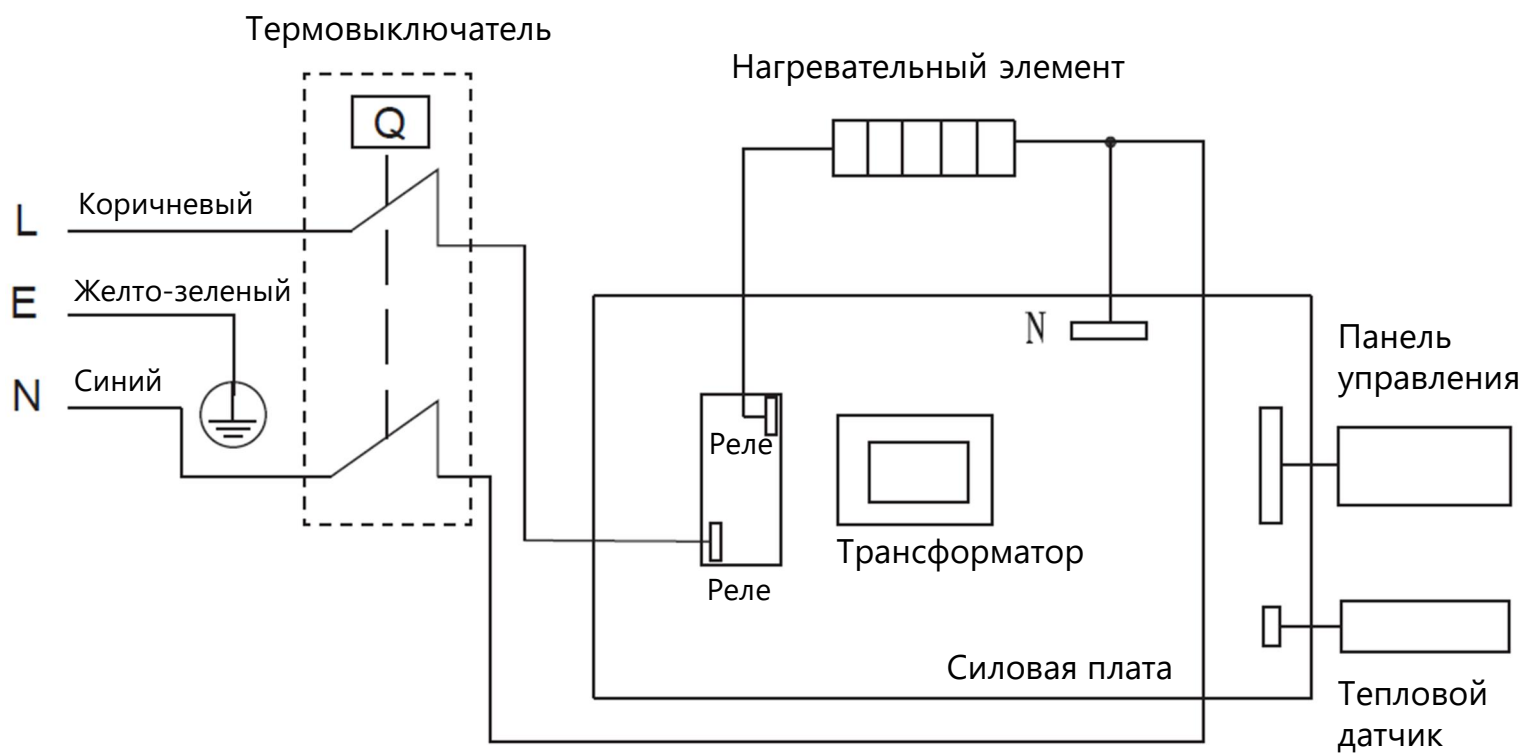 Термовыключатель
Нагревательный элемент
Q
L
Коричневый
E
Желто-зеленый
N
Синий
N
Панель
управления
Реле
Трансформатор
Реле
Силовая плата
Тепловой
датчик